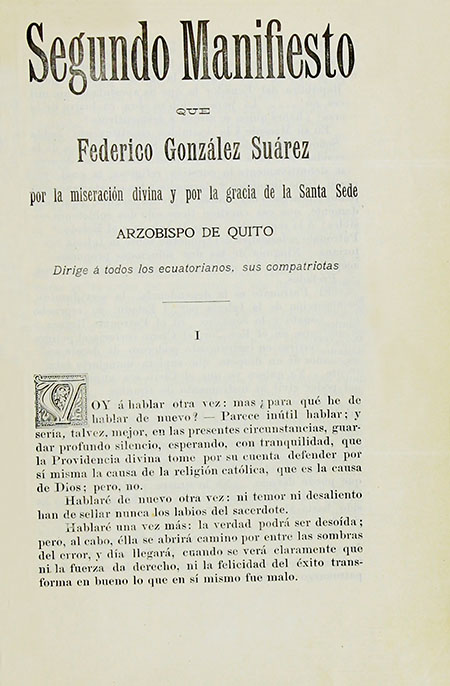 Segundo Manifiesto
QUE
Federico González Suárez
por la miseración divina y por la gracia de la Santa Sede
ARZOBISPO DE QUITO
Dirige á todos los ecuatorianos, sus compatriotas
I
VOY á hablar otra vez: mas ¿para qué he de
hablar de nuevo? — Parece inútil hablar; y
sería, talvez, mejor, en las presentes circunstancias, guar-
dar profundo silencio, esperando, con tranquilidad, que
la Providencia divina tome por su cuenta defender por
sí misma la causa de la religión católica, que es la causa
de Dios; pero, no.
Hablaré de nuevo otra vez: ni temor ni desaliento
han de sellar nunca los labios del sacerdote.
Hablaré una vez más: la verdad podrá ser desoída;
pero, al cabo, élla se abrirá camino por entre las sombras
del error, y día llegará, cuando se verá claramente que
ni la fuerza da derecho, ni la felicidad del éxito trans-
forma en bueno lo que en sí mismo fue malo.